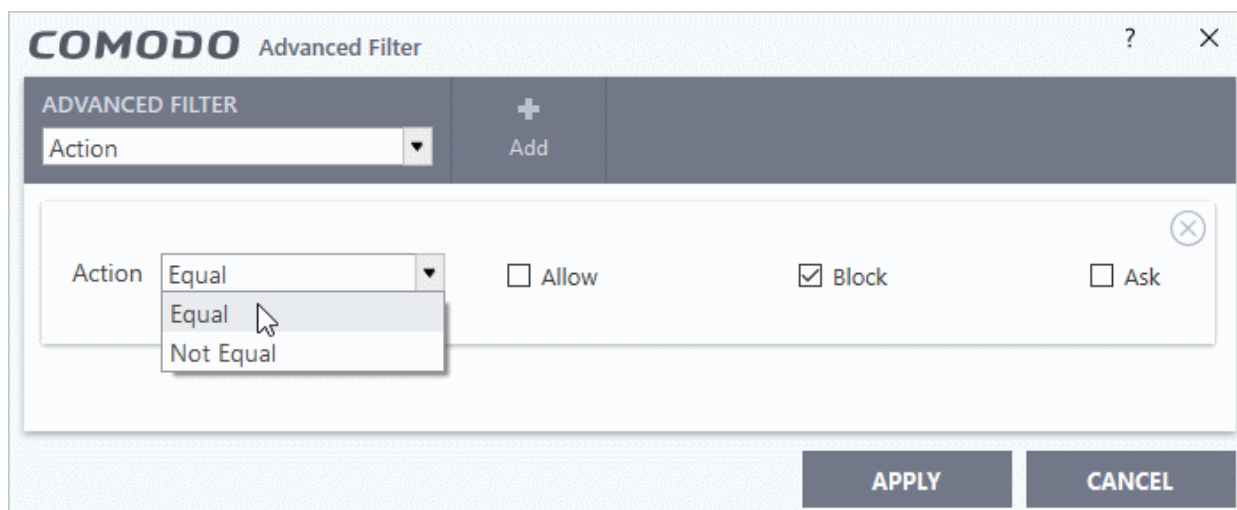 COMODO Advanced Filter ?
ADVANCED FILTER
Action
Add
Action Equal Allow Block Ask
Equal
Not Equal
APPLY CANCEL